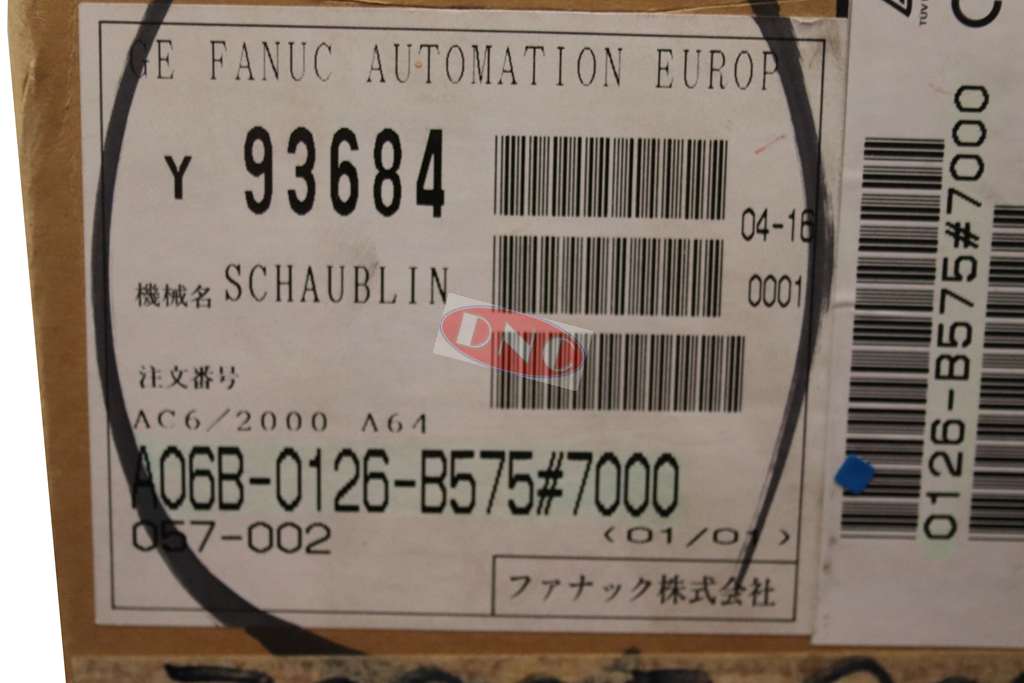 GE FANUC AUTOMATION EUROP
Y 93684
04-16
機械名 SCHAUBLIN
0001
DNC
注文番号
AC6/2000 A64
A06B-0126-B575#7000
057-002 (01/01)
ファナック株式会社
0126-B575#7000
TUV